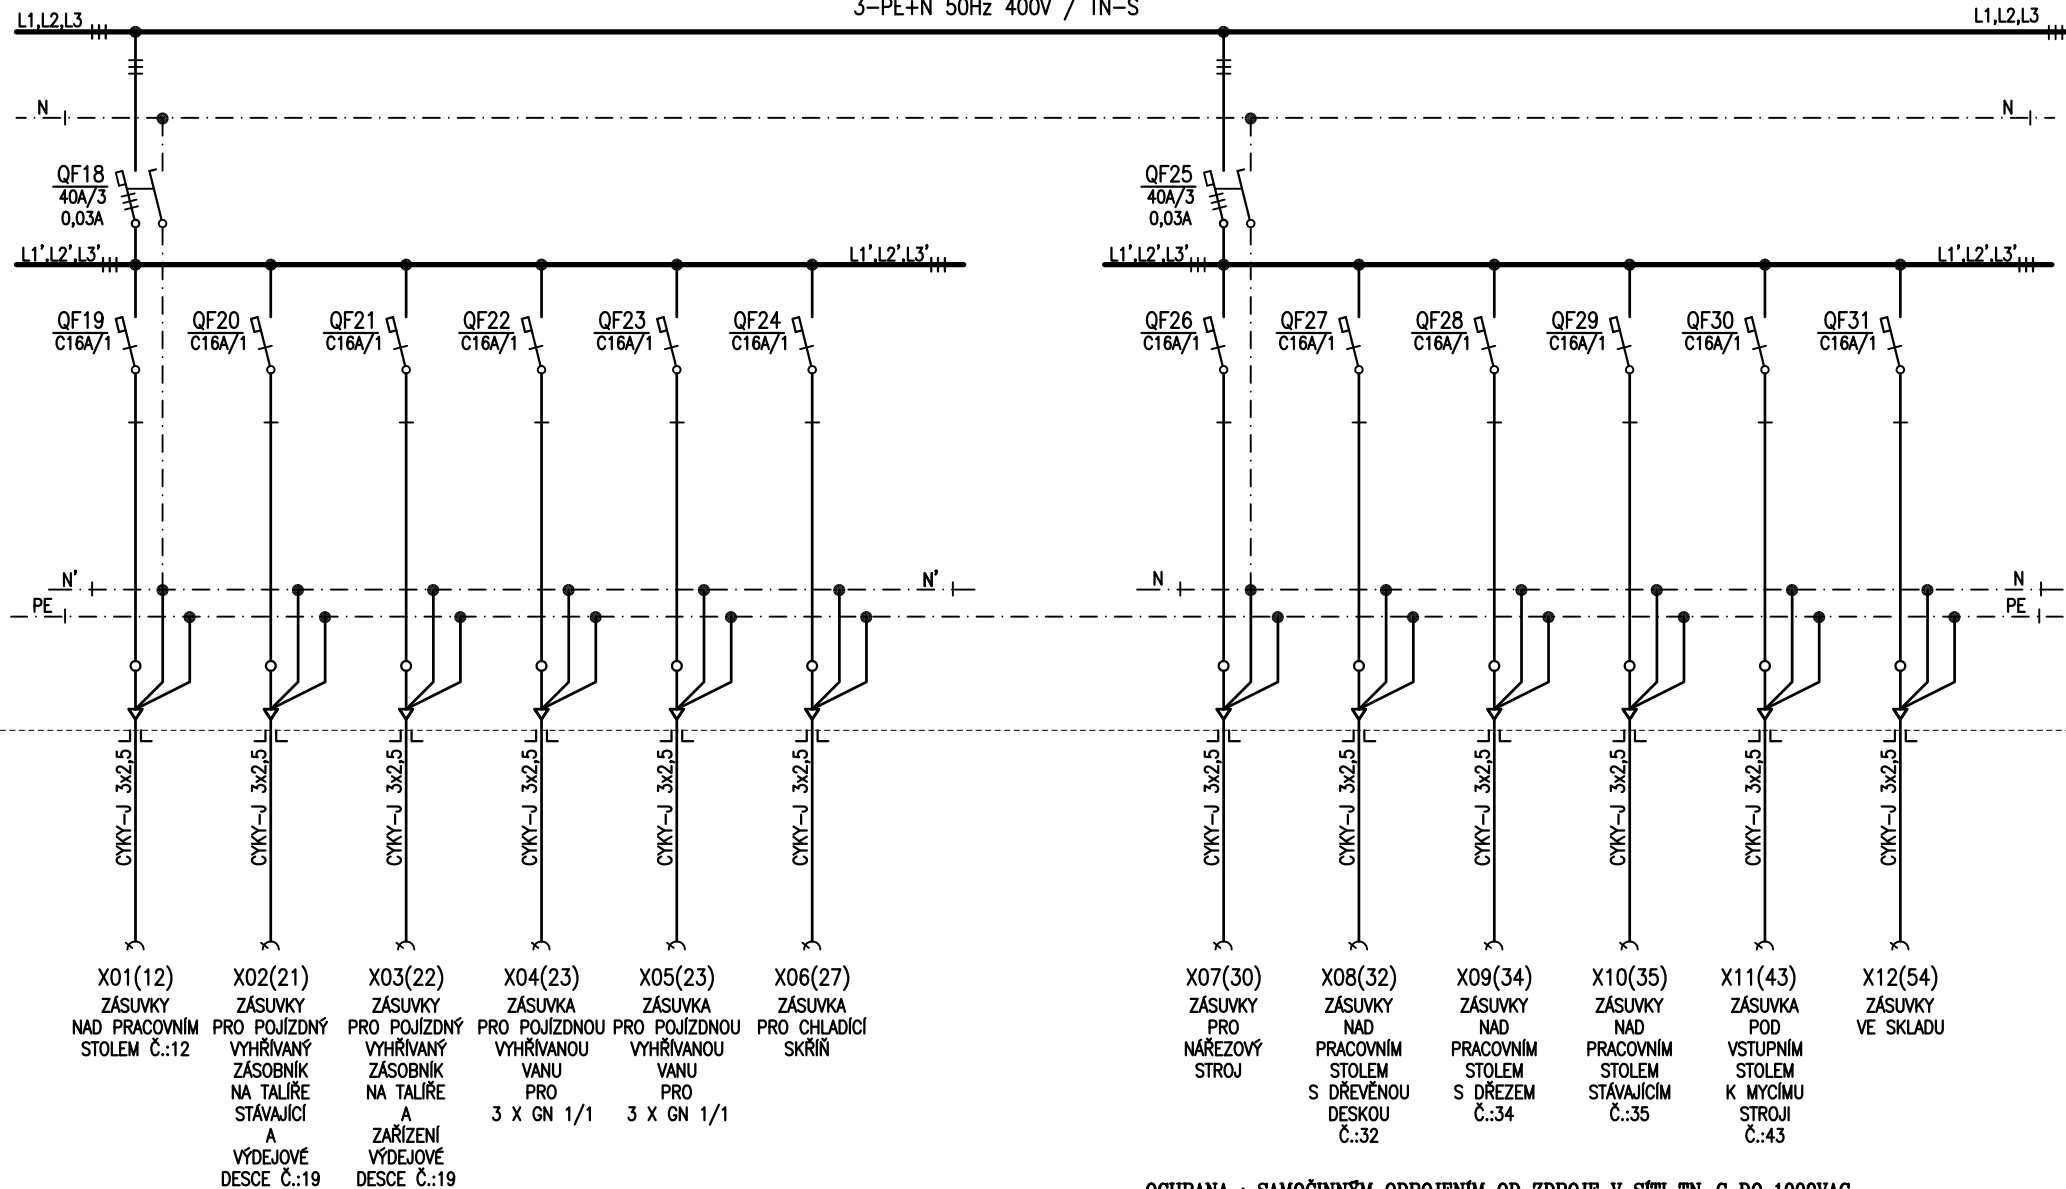 3-PE+N 50Hz 400V / TN-S
L1,L2,L3
L1,L2,L3
N
N
QF18
40A/3
0,03A
QF25
40A/3
0,03A
L1',L2',L3'
L1',L2',L3'
L1',L2',L3'
L1',L2',L3'
QF19
C16A/1
QF20
C16A/1
QF21
C16A/1
QF22
C16A/1
QF23
C16A/1
QF24
C16A/1
QF26
C16A/1
QF27
C16A/1
QF28
C16A/1
QF29
C16A/1
QF30
C16A/1
QF31
C16A/1
N'
N'
N
N
PE
PE
CYKY-J 3x2,5
CYKY-J 3x2,5
CYKY-J 3x2,5
CYKY-J 3x2,5
CYKY-J 3x2,5
CYKY-J 3x2,5
CYKY-J 3x2,5
CYKY-J 3x2,5
CYKY-J 3x2,5
CYKY-J 3x2,5
CYKY-J 3x2,5
CYKY-J 3x2,5
X01(12)
ZÁSUVKY
NAD PRACOVNÍM
STOLEM Č.:12
X02(21)
ZÁSUVKY
PRO POJÍZDNÝ
VYHŘÍVANÝ
ZÁSOBNÍK
NA TALÍŘE
STÁVAJÍCÍ
A
VÝDEJOVÉ
DESCE Č.:19
X03(22)
ZÁSUVKY
PRO POJÍZDNÝ
VYHŘÍVANÝ
ZÁSOBNÍK
NA TALÍŘE
A
ZAŘÍZENÍ
VÝDEJOVÉ
DESCE Č.:19
X04(23)
ZÁSUVKA
PRO POJÍZDNOU
VYHŘÍVANOU
VANU
PRO
3 X GN 1/1
X05(23)
ZÁSUVKA
PRO POJÍZDNOU
VYHŘÍVANOU
VANU
PRO
3 X GN 1/1
X06(27)
ZÁSUVKA
PRO CHLADÍCÍ
SKŘÍŇ
X07(30)
ZÁSUVKY
PRO
NÁŘEZOVÝ
STROJ
X08(32)
ZÁSUVKY
NAD
PRACOVNÍM
STOLEM
S DŘEVĚNOU
DESKOU
Č.:32
X09(34)
ZÁSUVKY
NAD
PRACOVNÍM
STOLEM
S DŘEZEM
Č.:34
X10(35)
ZÁSUVKY
NAD
PRACOVNÍM
STOLEM
STÁVAJÍCÍM
Č.:35
X11(43)
ZÁSUVKA
POD
VSTUPNÍM
STOLEM
K MYCÍMU
STROJI
Č.:43
X12(54)
ZÁSUVKY
VE SKLADU
OCHRANA : SAMOČINNÝM ODPOJENÍM OD ZDROJE V SÍTI TN-C DO 1000VAC